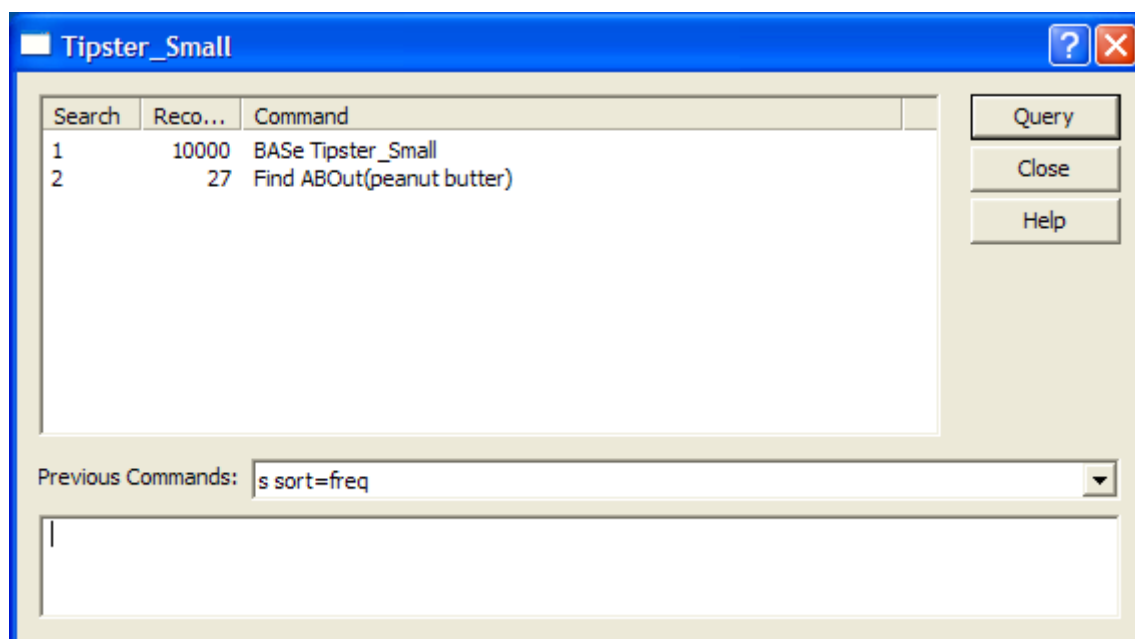 Tipster_Small
Search Reco... Command
1 10000 BASe Tipster_Small
2 27 Find ABOut(peanut butter)
Query
Close
Help
Previous Commands: s sort=freq